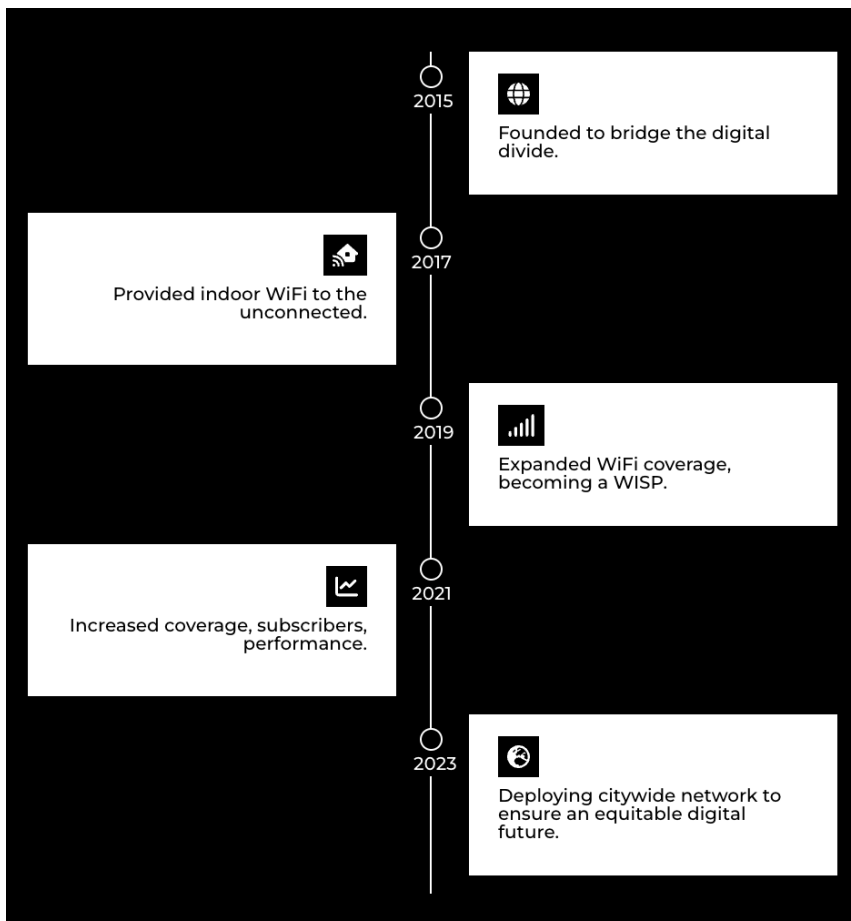 2015
Founded to bridge the digital
divide.
2017
Provided indoor WiFi to the
unconnected.
2019
Expanded WiFi coverage,
becoming a WISP.
2021
Increased coverage, subscribers,
performance.
2023
Deploying citywide network to
ensure an equitable digital
future.